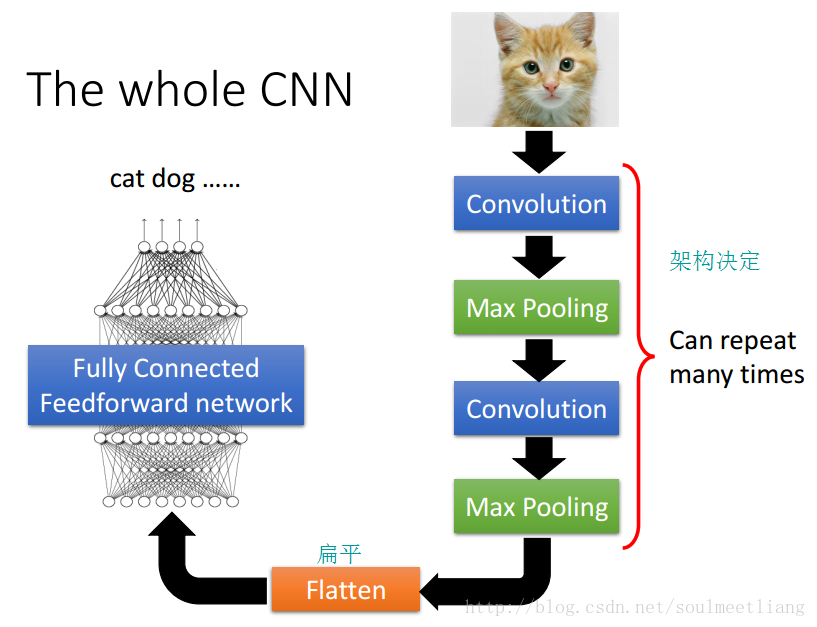 The whole CNN
cat dog ......
Fully Connected
Feedforward network
Convolution
Max Pooling
Convolution
Max Pooling
架构决定
Can repeat
many times
扁平
Flatten
http://blog.csdn.net/soulmeetliang